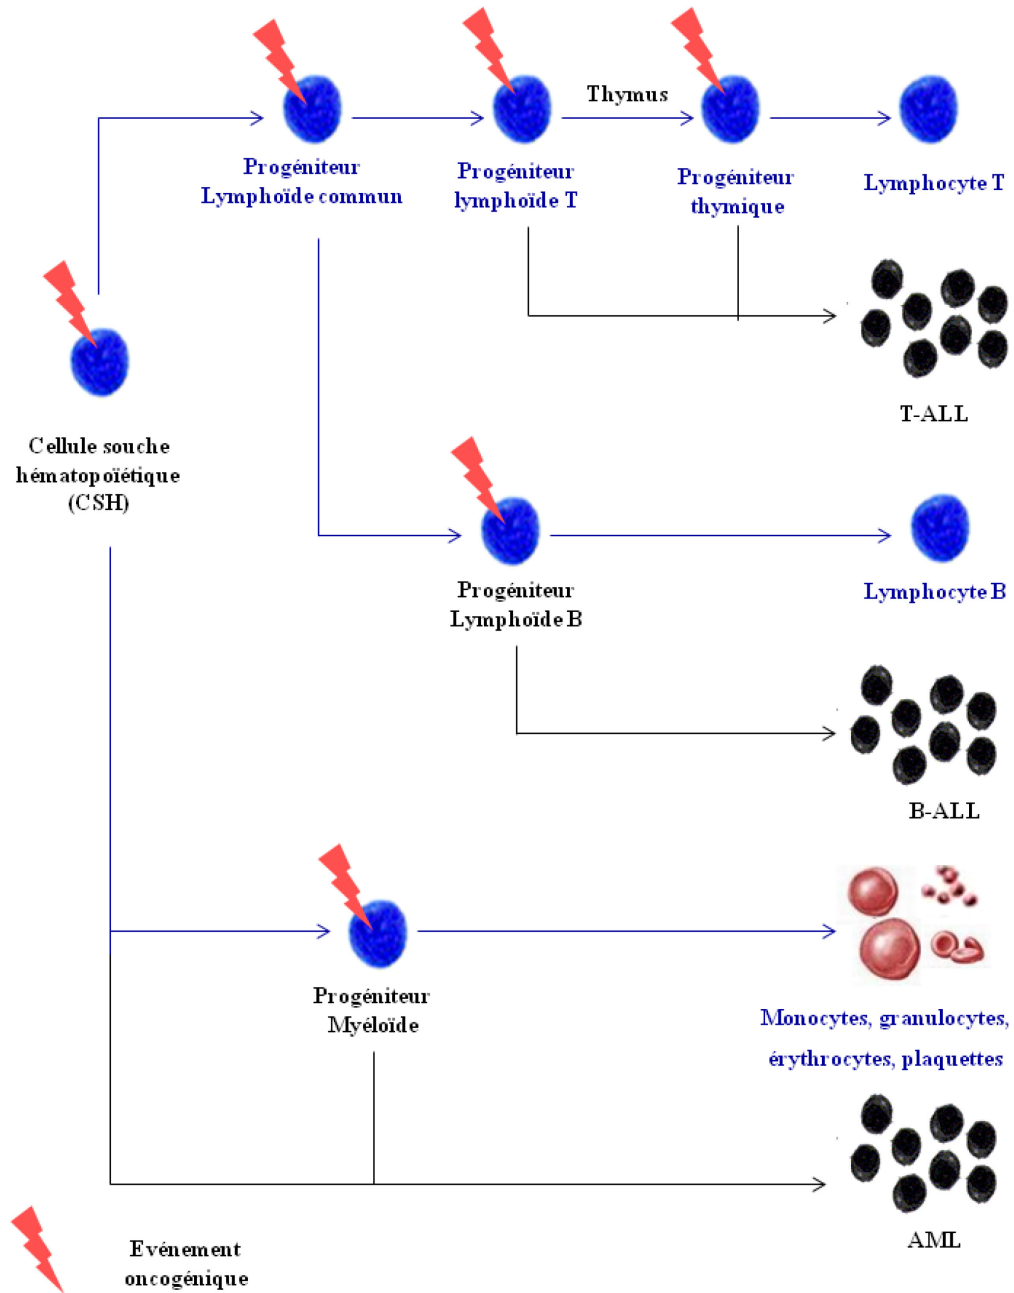 Thymus
Progéniteur
Lymphoïde commun
Progéniteur
lymphoïde T
Progéniteur
thymique
Lymphocyte T
T-ALL
Cellule souche
hématopoïétique
(CSH)
Progéniteur
Lymphoïde B
Lymphocyte B
B-ALL
Progéniteur
Myéloïde
Monocytes, granulocytes,
érythrocytes, plaquettes
AML
Evénement
oncogénique